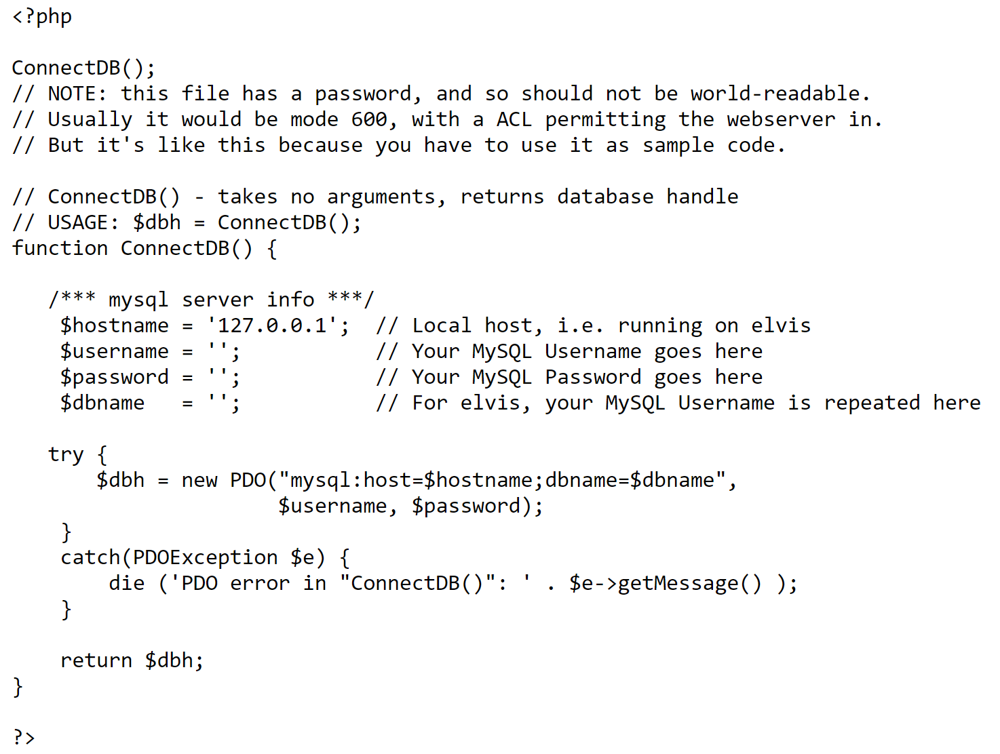 <?php
ConnectDB();
// NOTE: this file has a password, and so should not be world-readable.
// Usually it would be mode 600, with a ACL permitting the webserver in.
// But it's like this because you have to use it as sample code.
// ConnectDB() - takes no arguments, returns database handle
// USAGE: $dbh = ConnectDB();
function ConnectDB() {
   /*** mysql server info ***/
    $hostname = '127.0.0.1';  // Local host, i.e. running on elvis
    $username = '';           // Your MySQL Username goes here
    $password = '';           // Your MySQL Password goes here
    $dbname   = '';           // For elvis, your MySQL Username is repeated here
   try {
       $dbh = new PDO("mysql:host=$hostname;dbname=$dbname",
                      $username, $password);
    }
    catch(PDOException $e) {
        die ('PDO error in "ConnectDB()": ' . $e->getMessage() );
    }
    return $dbh;
}
?>